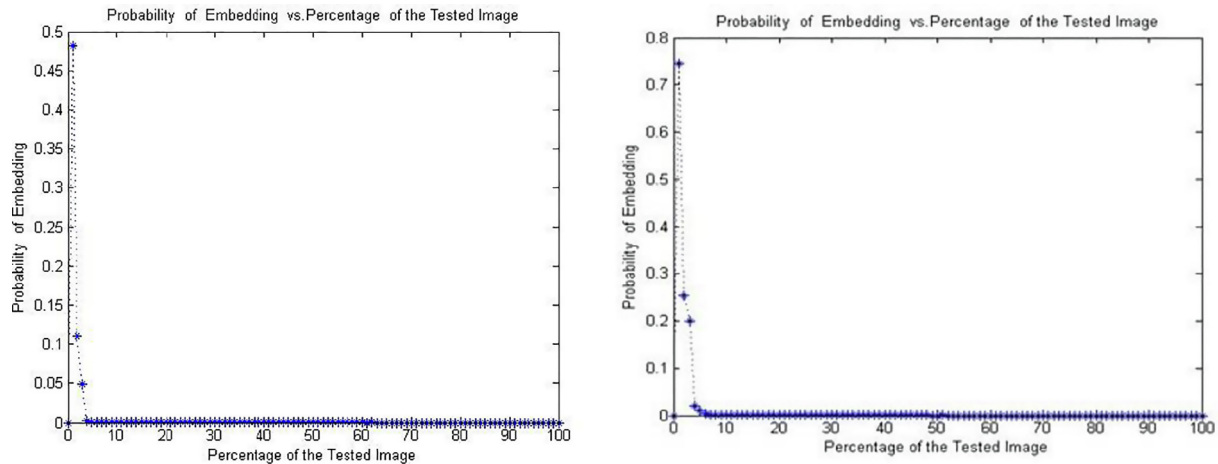 Probability of Embedding vs.Percentage of the Tested Image
0.5
0.45
0.4
0.35
0.3
0.25
0.2
0.15
0.1
0.05
0
Probability of Embedding
0 10 20 30 40 50 60 70 80 90 100
Percentage of the Tested Image
Probability of Embedding vs.Percentage of the Tested Image
0.8
0.7
0.6
0.5
0.4
0.3
0.2
0.1
0
Probability of Embedding
0 10 20 30 40 50 60 70 80 90 100
Percentage of the Tested Image